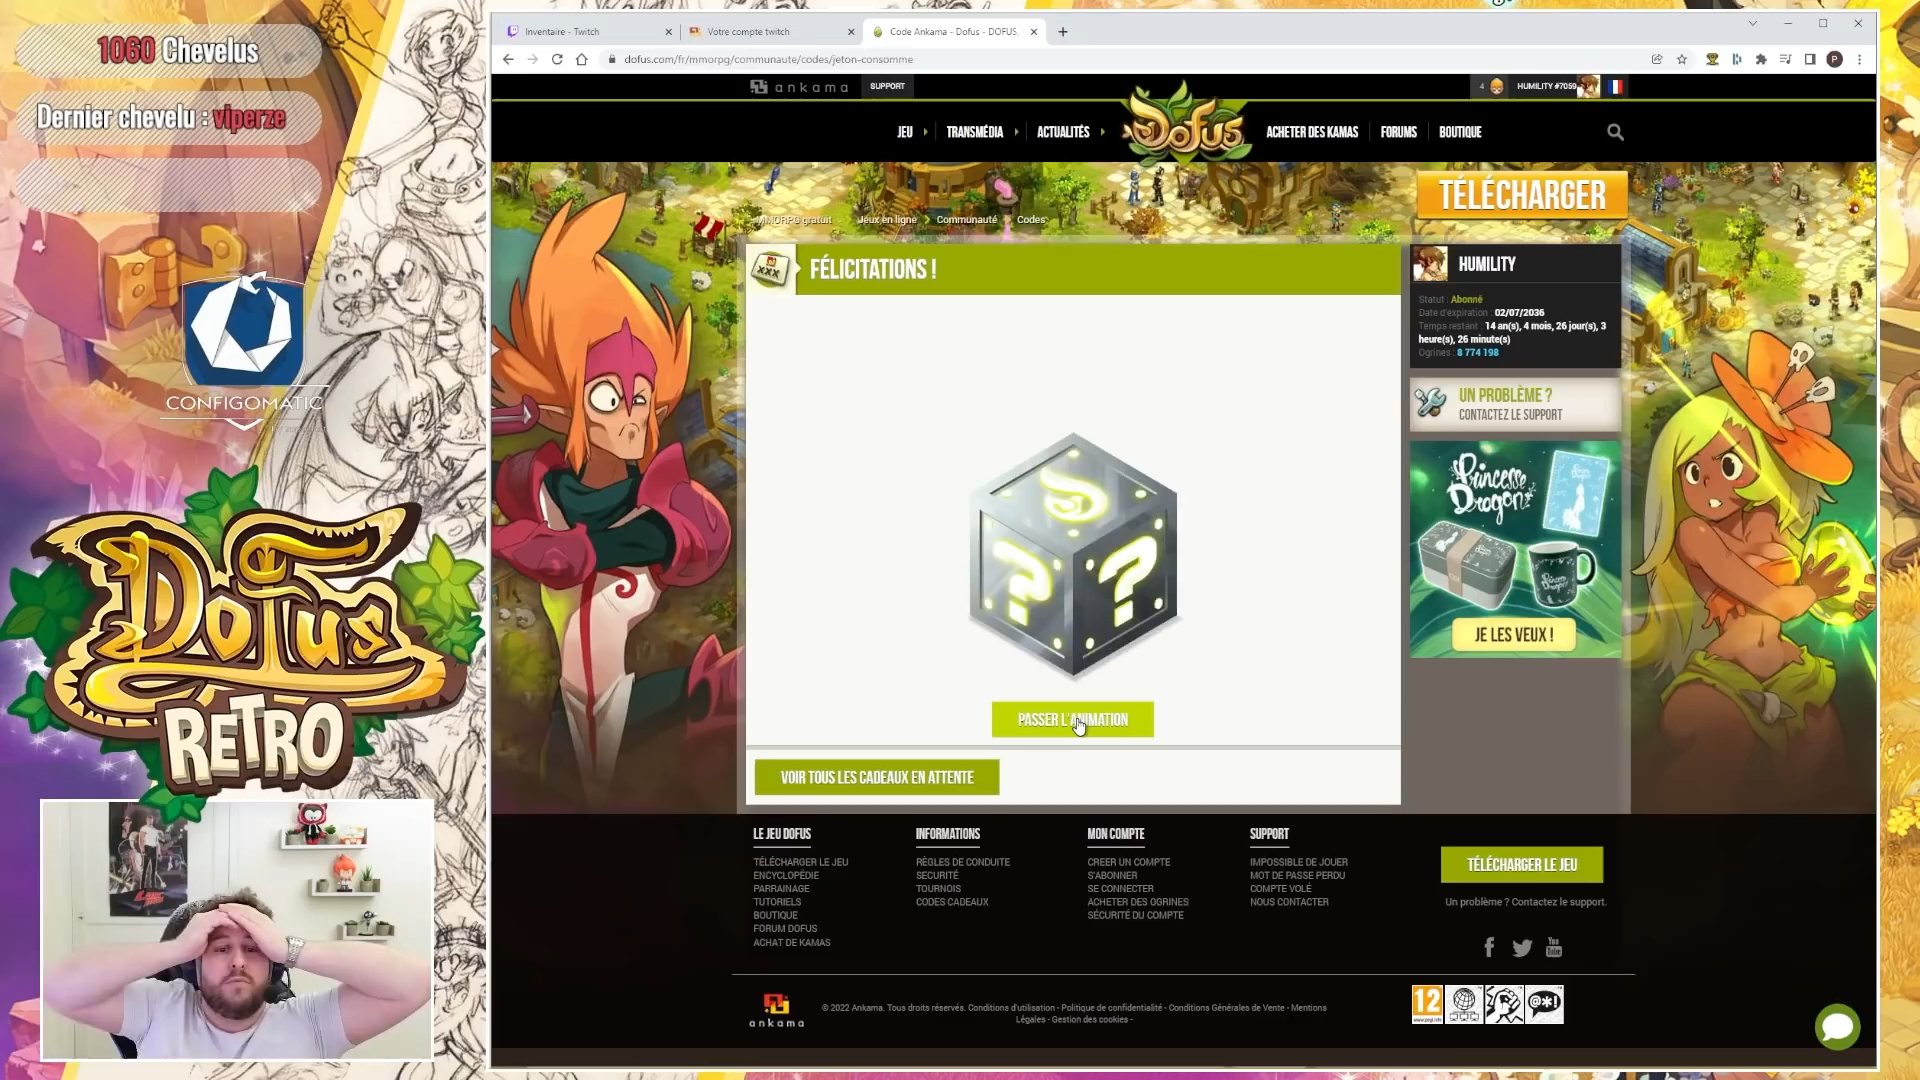 1060 Chevelus
Dernier chevelu : viperze
CONFIGOMATIC
DOFUS
RETRO
Inventaire - Twitch
Votre compte twitch
Code Ankama - Dofus - DOFUS,
dofus.com/fr/mmorpg/communaute/codes/jeton-consomme
P
ankama
SUPPORT
4
HUMILITY #7059
JEU
TRANSMÉDIA
ACTUALITÉS
Dofus
ACHETER DES KAMAS
FORUMS
BOUTIQUE
TÉLÉCHARGER
MMORPG gratuit
Jeux en ligne
Communauté
Codes
XXX
FÉLICITATIONS !
HUMILITY
Statut : Abonné
Date d'expiration : 02/07/2036
Temps restant : 14 an(s), 4 mois, 26 jour(s), 3
heure(s), 26 minute(s)
Ogrines : 8 774 198
UN PROBLÈME ?
CONTACTEZ LE SUPPORT
Princesse
Dragon
JE LES VEUX !
? ?
PASSER L'ANIMATION
VOIR TOUS LES CADEAUX EN ATTENTE
LE JEU DOFUS
TÉLÉCHARGER LE JEU
ENCYCLOPÉDIE
PARRAINAGE
TUTORIELS
BOUTIQUE
FORUM DOFUS
ACHAT DE KAMAS
INFORMATIONS
RÈGLES DE CONDUITE
SECURITÉ
TOURNOIS
CODES CADEAUX
MON COMPTE
CREER UN COMPTE
S'ABONNER
SE CONNECTER
ACHETER DES OGRINES
SÉCURITÉ DU COMPTE
SUPPORT
IMPOSSIBLE DE JOUER
MOT DE PASSE PERDU
COMPTE VOLÉ
NOUS CONTACTER
TÉLÉCHARGER LE JEU
Un problème ? Contactez le support.
You
Tube
ankama
© 2022 Ankama. Tous droits réservés. Conditions d'utilisation - Politique de confidentialité - Conditions Générales de Vente - Mentions
Légales - Gestion des cookies -
12
www.pegi.info
@*!